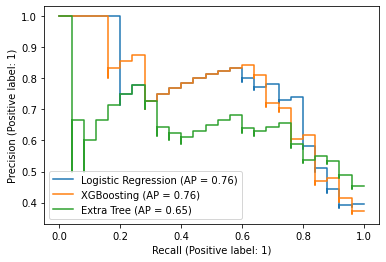 1.0
0.9
0.8
0.7
0.6
0.5
0.4
Precision (Positive label: 1)
Logistic Regression (AP = 0.76)
XGBoosting (AP = 0.76)
Extra Tree (AP = 0.65)
0.0 0.2 0.4 0.6 0.8 1.0
Recall (Positive label: 1)